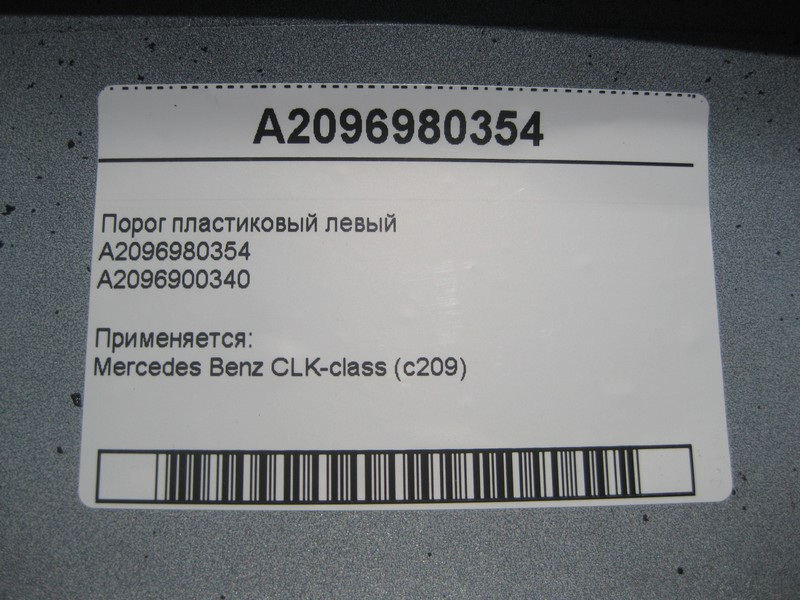 A2096980354
Порог пластиковый левый
A2096980354
A2096900340
Применяется:
Mercedes Benz CLK-class (c209)